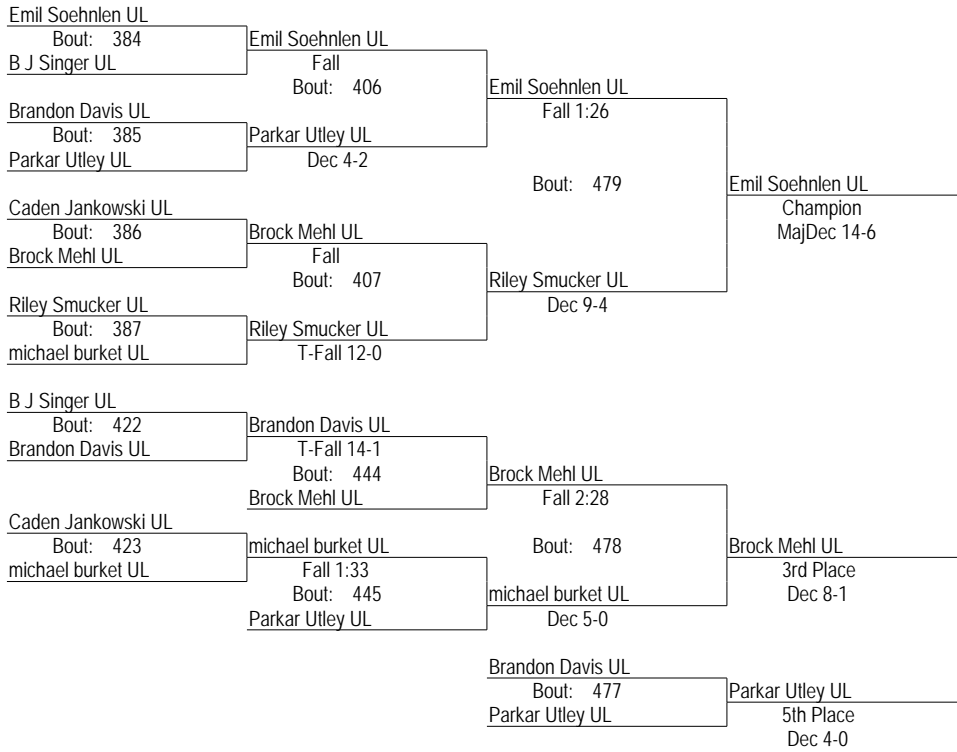 Emil Soehnlen UL
Bout: 384
Emil Soehnlen UL
B J Singer UL
Fall
Bout: 406
Emil Soehnlen UL
Brandon Davis UL
Fall 1:26
Bout: 385
Parkar Utley UL
Parkar Utley UL
Dec 4-2
Bout: 479
Emil Soehnlen UL
Caden Jankowski UL
Champion
Bout: 386
Brock Mehl UL
MajDec 14-6
Brock Mehl UL
Fall
Bout: 407
Riley Smucker UL
Riley Smucker UL
Dec 9-4
Bout: 387
Riley Smucker UL
michael burket UL
T-Fall 12-0
B J Singer UL
Bout: 422
Brandon Davis UL
Brandon Davis UL
T-Fall 14-1
Bout: 444
Brock Mehl UL
Brock Mehl UL
Fall 2:28
Caden Jankowski UL
Bout: 423
michael burket UL
Bout: 478
Brock Mehl UL
michael burket UL
Fall 1:33
3rd Place
Bout: 445
michael burket UL
Dec 8-1
Parkar Utley UL
Dec 5-0
Brandon Davis UL
Bout: 477
Parkar Utley UL
Parkar Utley UL
5th Place
Dec 4-0